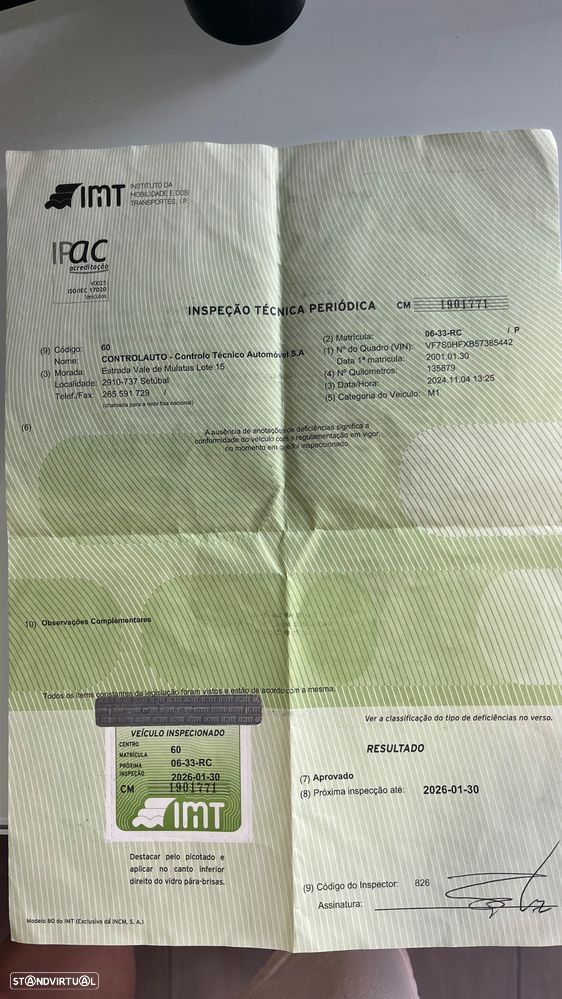 IMT INSTITUTO DA
MOBILIDADE E DOS
TRANSPORTES, I.P.
IPAC
acreditação
V0025
ISO/IEC 17020
Veículos
INSPEÇÃO TÉCNICA PERIÓDICA CM 1901771
(9) Código: 60
Nome: CONTROLAUTO - Controlo Técnico Automóvel S.A
(3) Morada: Estrada Vale de Mulatas Lote 15
Localidade: 2910-737 Setúbal
Telef./Fax: 265 591 729 /
(chamada para a rede fixa nacional)
(2) Matrícula: 06-33-RC / P
(1) Nº do Quadro (VIN): VF7S0HFXB57385442
Data 1ª matrícula: 2001.01.30
(4) Nº Quilometros: 135879
(3) Data/Hora: 2024.11.04 13:25
(5) Categoria do Veículo: M1
(6)
A ausência de anotações de deficiências significa a
conformidade do veículo com a regulamentação em vigor,
no momento em que foi inspeccionado.
10) Observações Complementares
Todos os items constantes da legislação foram vistos e estão de acordo com a mesma.
Ver a classificação do tipo de deficiências no verso.
VEÍCULO INSPECIONADO
CENTRO 60
MATRÍCULA 06-33-RC
PRÓXIMA
INSPEÇÃO 2026-01-30
CM 1901771
IMT
Destacar pelo picotado e
aplicar no canto inferior
direito do vidro pára-brisas.
RESULTADO
(7) Aprovado
(8) Próxima inspecção até: 2026-01-30
(9) Código do Inspector: 826
Assinatura:
Modelo 80 do IMT (Exclusivo da INCM, S. A.)
STANDVIRTUAL